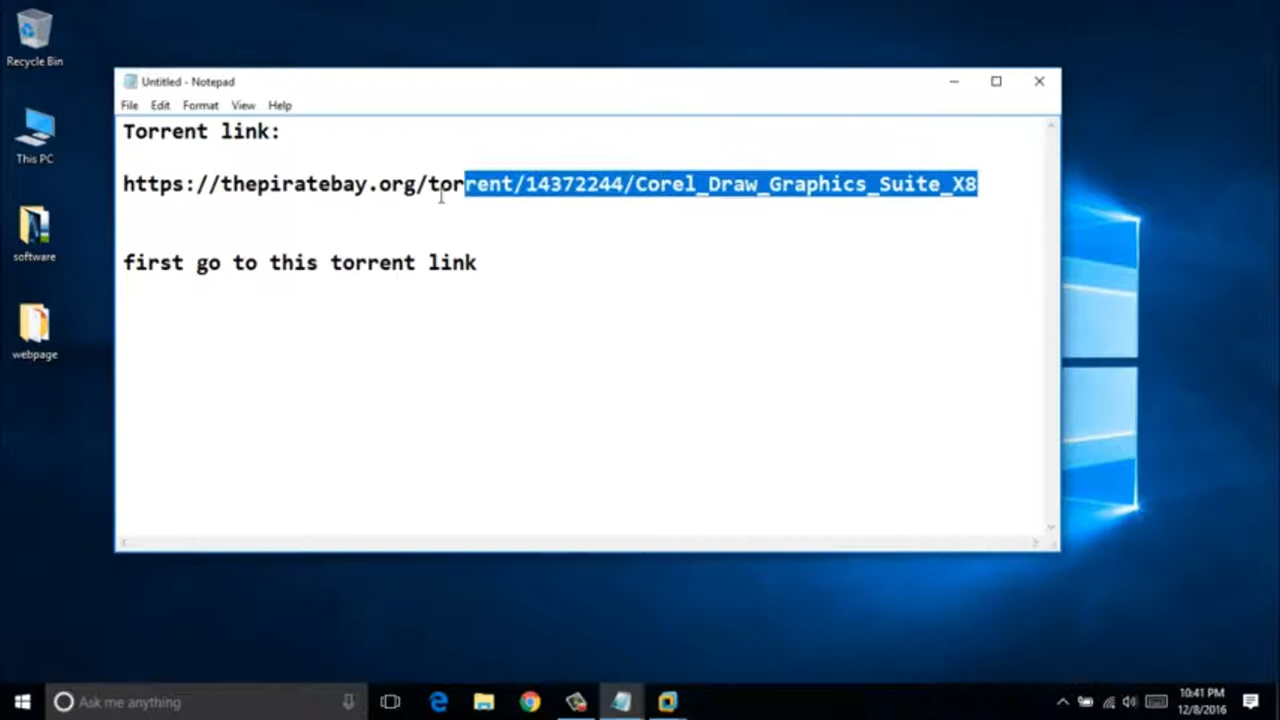 Recycle Bin
This PC
software
webpage
Untitled - Notepad
File Edit Format View Help
Torrent link:
https://thepiratebay.org/torrent/14372244/Corel_Draw_Graphics_Suite_X8
first go to this torrent link
Ask me anything
10:41 PM
12/8/2016